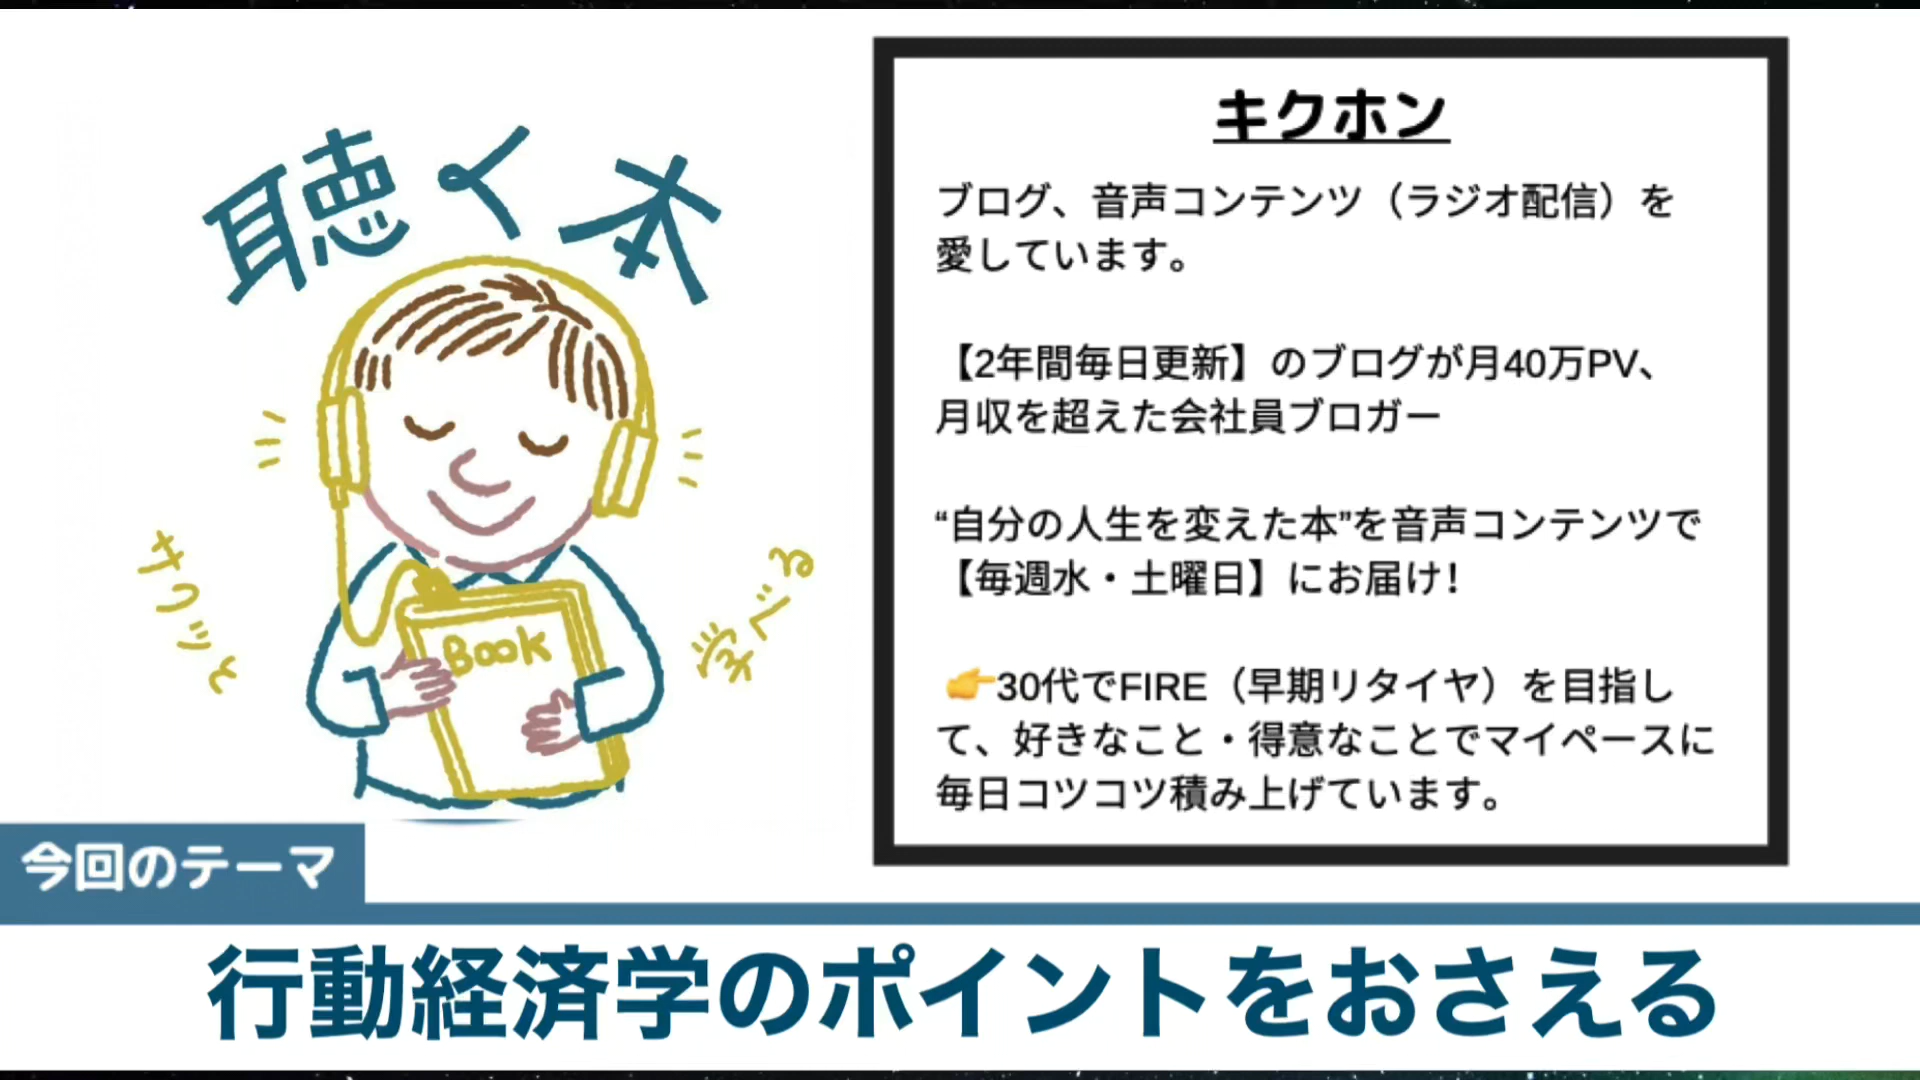 聴く本
キクッと
学べる
Book
キクホン
ブログ、音声コンテンツ（ラジオ配信）を
愛しています。
【2年間毎日更新】のブログが月40万PV、
月収を超えた会社員ブロガー
“自分の人生を変えた本”を音声コンテンツで
【毎週水・土曜日】にお届け！
👉30代でFIRE（早期リタイヤ）を目指し
て、好きなこと・得意なことでマイペースに
毎日コツコツ積み上げています。
今回のテーマ
行動経済学のポイントをおさえる